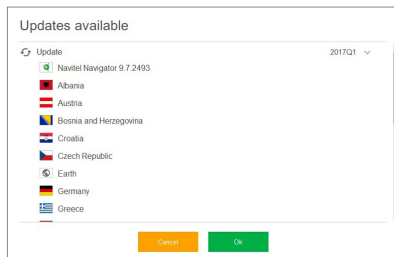 Updates available
Update 2017Q1
Navitel Navigator 9.7.2493
Albania
Austria
Bosnia and Herzegovina
Croatia
Czech Republic
Earth
Germany
Greece
Cancel Ok